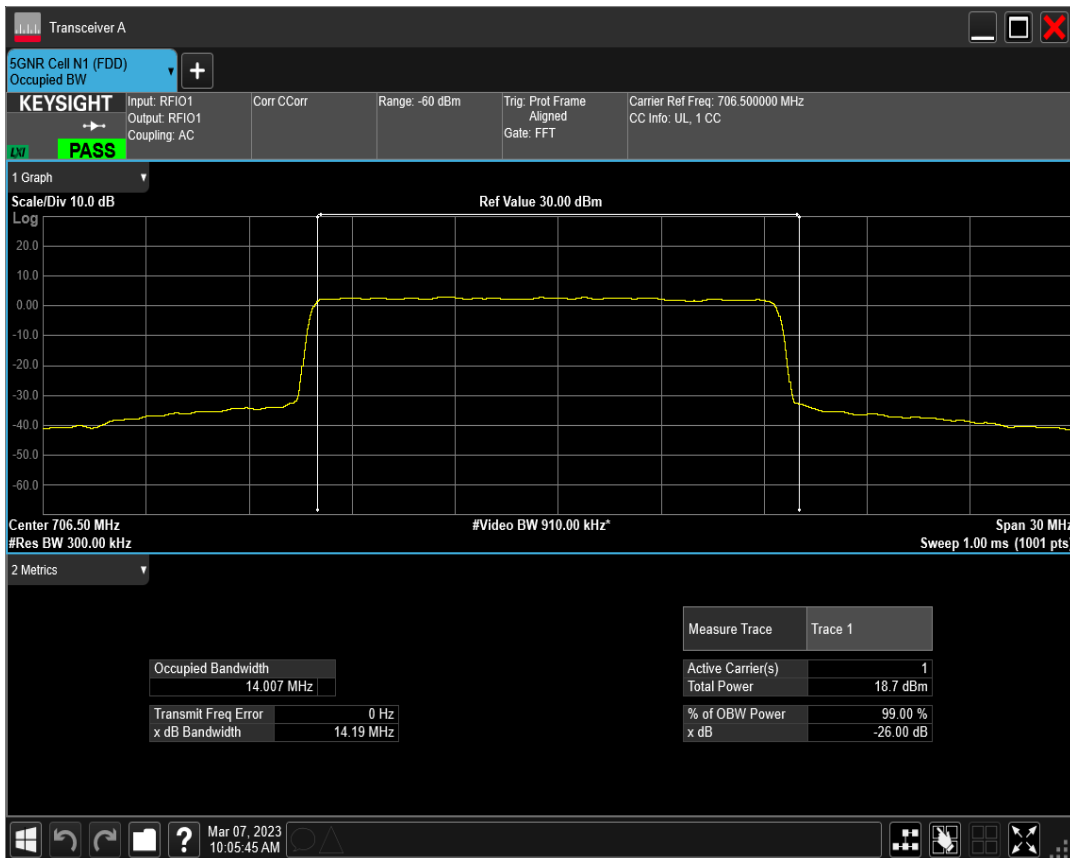 Transceiver A
5GNR Cell N1 (FDD)
Occupied BW
+
KEYSIGHT
LXI
PASS
Input: RFIO1
Output: RFIO1
Coupling: AC
Corr CCorr
Range: -60 dBm
Trig: Prot Frame
Aligned
Gate: FFT
Carrier Ref Freq: 706.500000 MHz
CC Info: UL, 1 CC
1 Graph
Scale/Div 10.0 dB
Ref Value 30.00 dBm
Log
20.0
10.0
0.00
-10.0
-20.0
-30.0
-40.0
-50.0
-60.0
Center 706.50 MHz
#Video BW 910.00 kHz*
Span 30 MHz
#Res BW 300.00 kHz
Sweep 1.00 ms (1001 pts)
2 Metrics
Measure Trace Trace 1
Occupied Bandwidth
14.007 MHz
Active Carrier(s) 1
Total Power 18.7 dBm
Transmit Freq Error 0 Hz
x dB Bandwidth 14.19 MHz
% of OBW Power 99.00 %
x dB -26.00 dB
?
Mar 07, 2023
10:05:45 AM